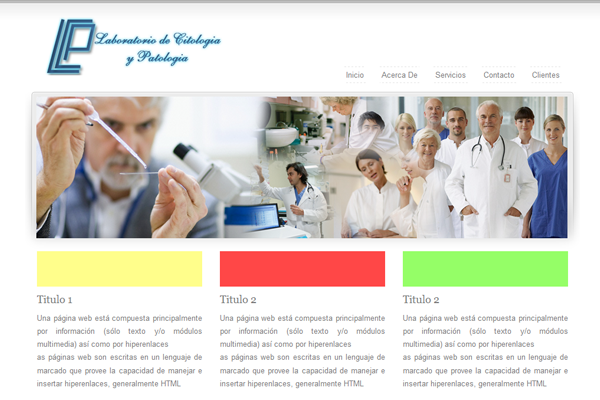 LP
Laboratorio de Citologia
y Patologia
Inicio Acerca De Servicios Contacto Clientes
Titulo 1
Una página web está compuesta principalmente
por información (sólo texto y/o módulos
multimedia) así como por hiperenlaces
as páginas web son escritas en un lenguaje de
marcado que provee la capacidad de manejar e
insertar hiperenlaces, generalmente HTML
Titulo 2
Una página web está compuesta principalmente
por información (sólo texto y/o módulos
multimedia) así como por hiperenlaces
as páginas web son escritas en un lenguaje de
marcado que provee la capacidad de manejar e
insertar hiperenlaces, generalmente HTML
Titulo 2
Una página web está compuesta principalmente
por información (sólo texto y/o módulos
multimedia) así como por hiperenlaces
as páginas web son escritas en un lenguaje de
marcado que provee la capacidad de manejar e
insertar hiperenlaces, generalmente HTML